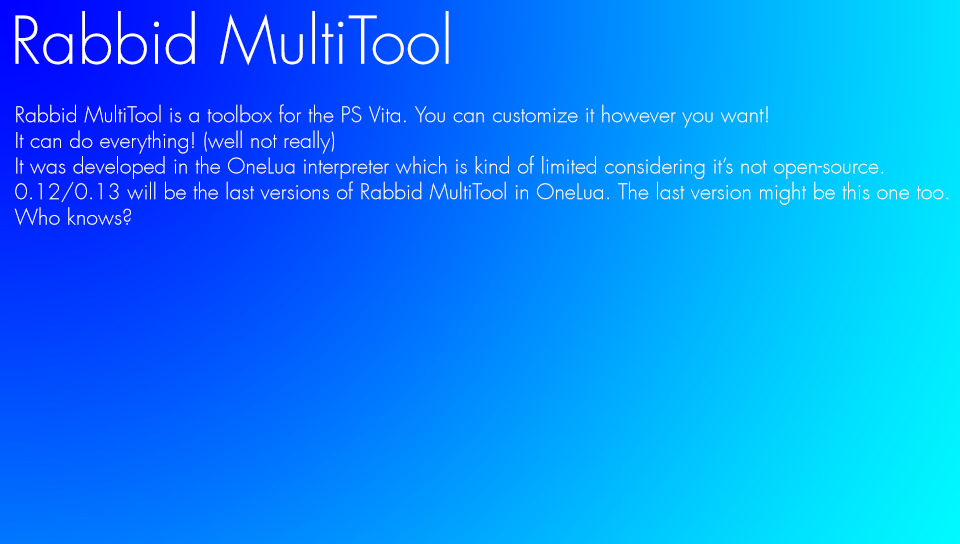 Rabbid MultiTool
Rabbid MultiTool is a toolbox for the PS Vita. You can customize it however you want!
It can do everything! (well not really)
It was developed in the OneLua interpreter which is kind of limited considering it’s not open-source.
0.12/0.13 will be the last versions of Rabbid MultiTool in OneLua. The last version might be this one too.
Who knows?